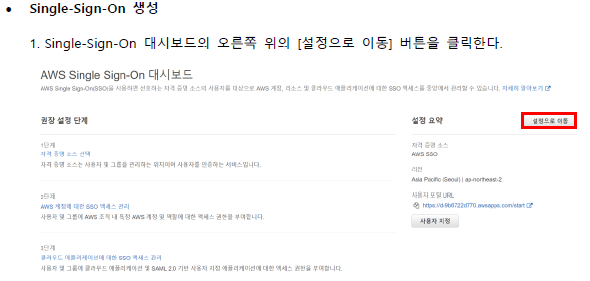 • Single-Sign-On 생성
1. Single-Sign-On 대시보드의 오른쪽 위의 [설정으로 이동] 버튼을 클릭한다.
AWS Single Sign-On 대시보드
AWS Single Sign-On(SSO)을 사용하면 선호하는 자격 증명 소스의 사용자를 대상으로 AWS 계정, 리소스 및 클라우드 애플리케이션에 대한 SSO 액세스를 중앙에서 관리할 수 있습니다. 자세히 알아보기
권장 설정 단계
1단계
자격 증명 소스 선택
자격 증명 소스는 사용자 및 그룹을 관리하는 위치이며 사용자를 인증하는 서비스입니다.
2단계
AWS 계정에 대한 SSO 액세스 관리
사용자 및 그룹에 AWS 조직 내 특정 AWS 계정 및 역할에 대한 액세스 권한을 부여합니다.
3단계
클라우드 애플리케이션에 대한 SSO 액세스 관리
사용자 및 그룹에 클라우드 애플리케이션 및 SAML 2.0 기반 사용자 지정 애플리케이션에 대한 액세스 권한을 부여합니다.
설정 요약
설정으로 이동
자격 증명 소스
AWS SSO
리전
Asia Pacific (Seoul) | ap-northeast-2
사용자 포털 URL
https://d-9b6722d770.awsapps.com/start
사용자 지정